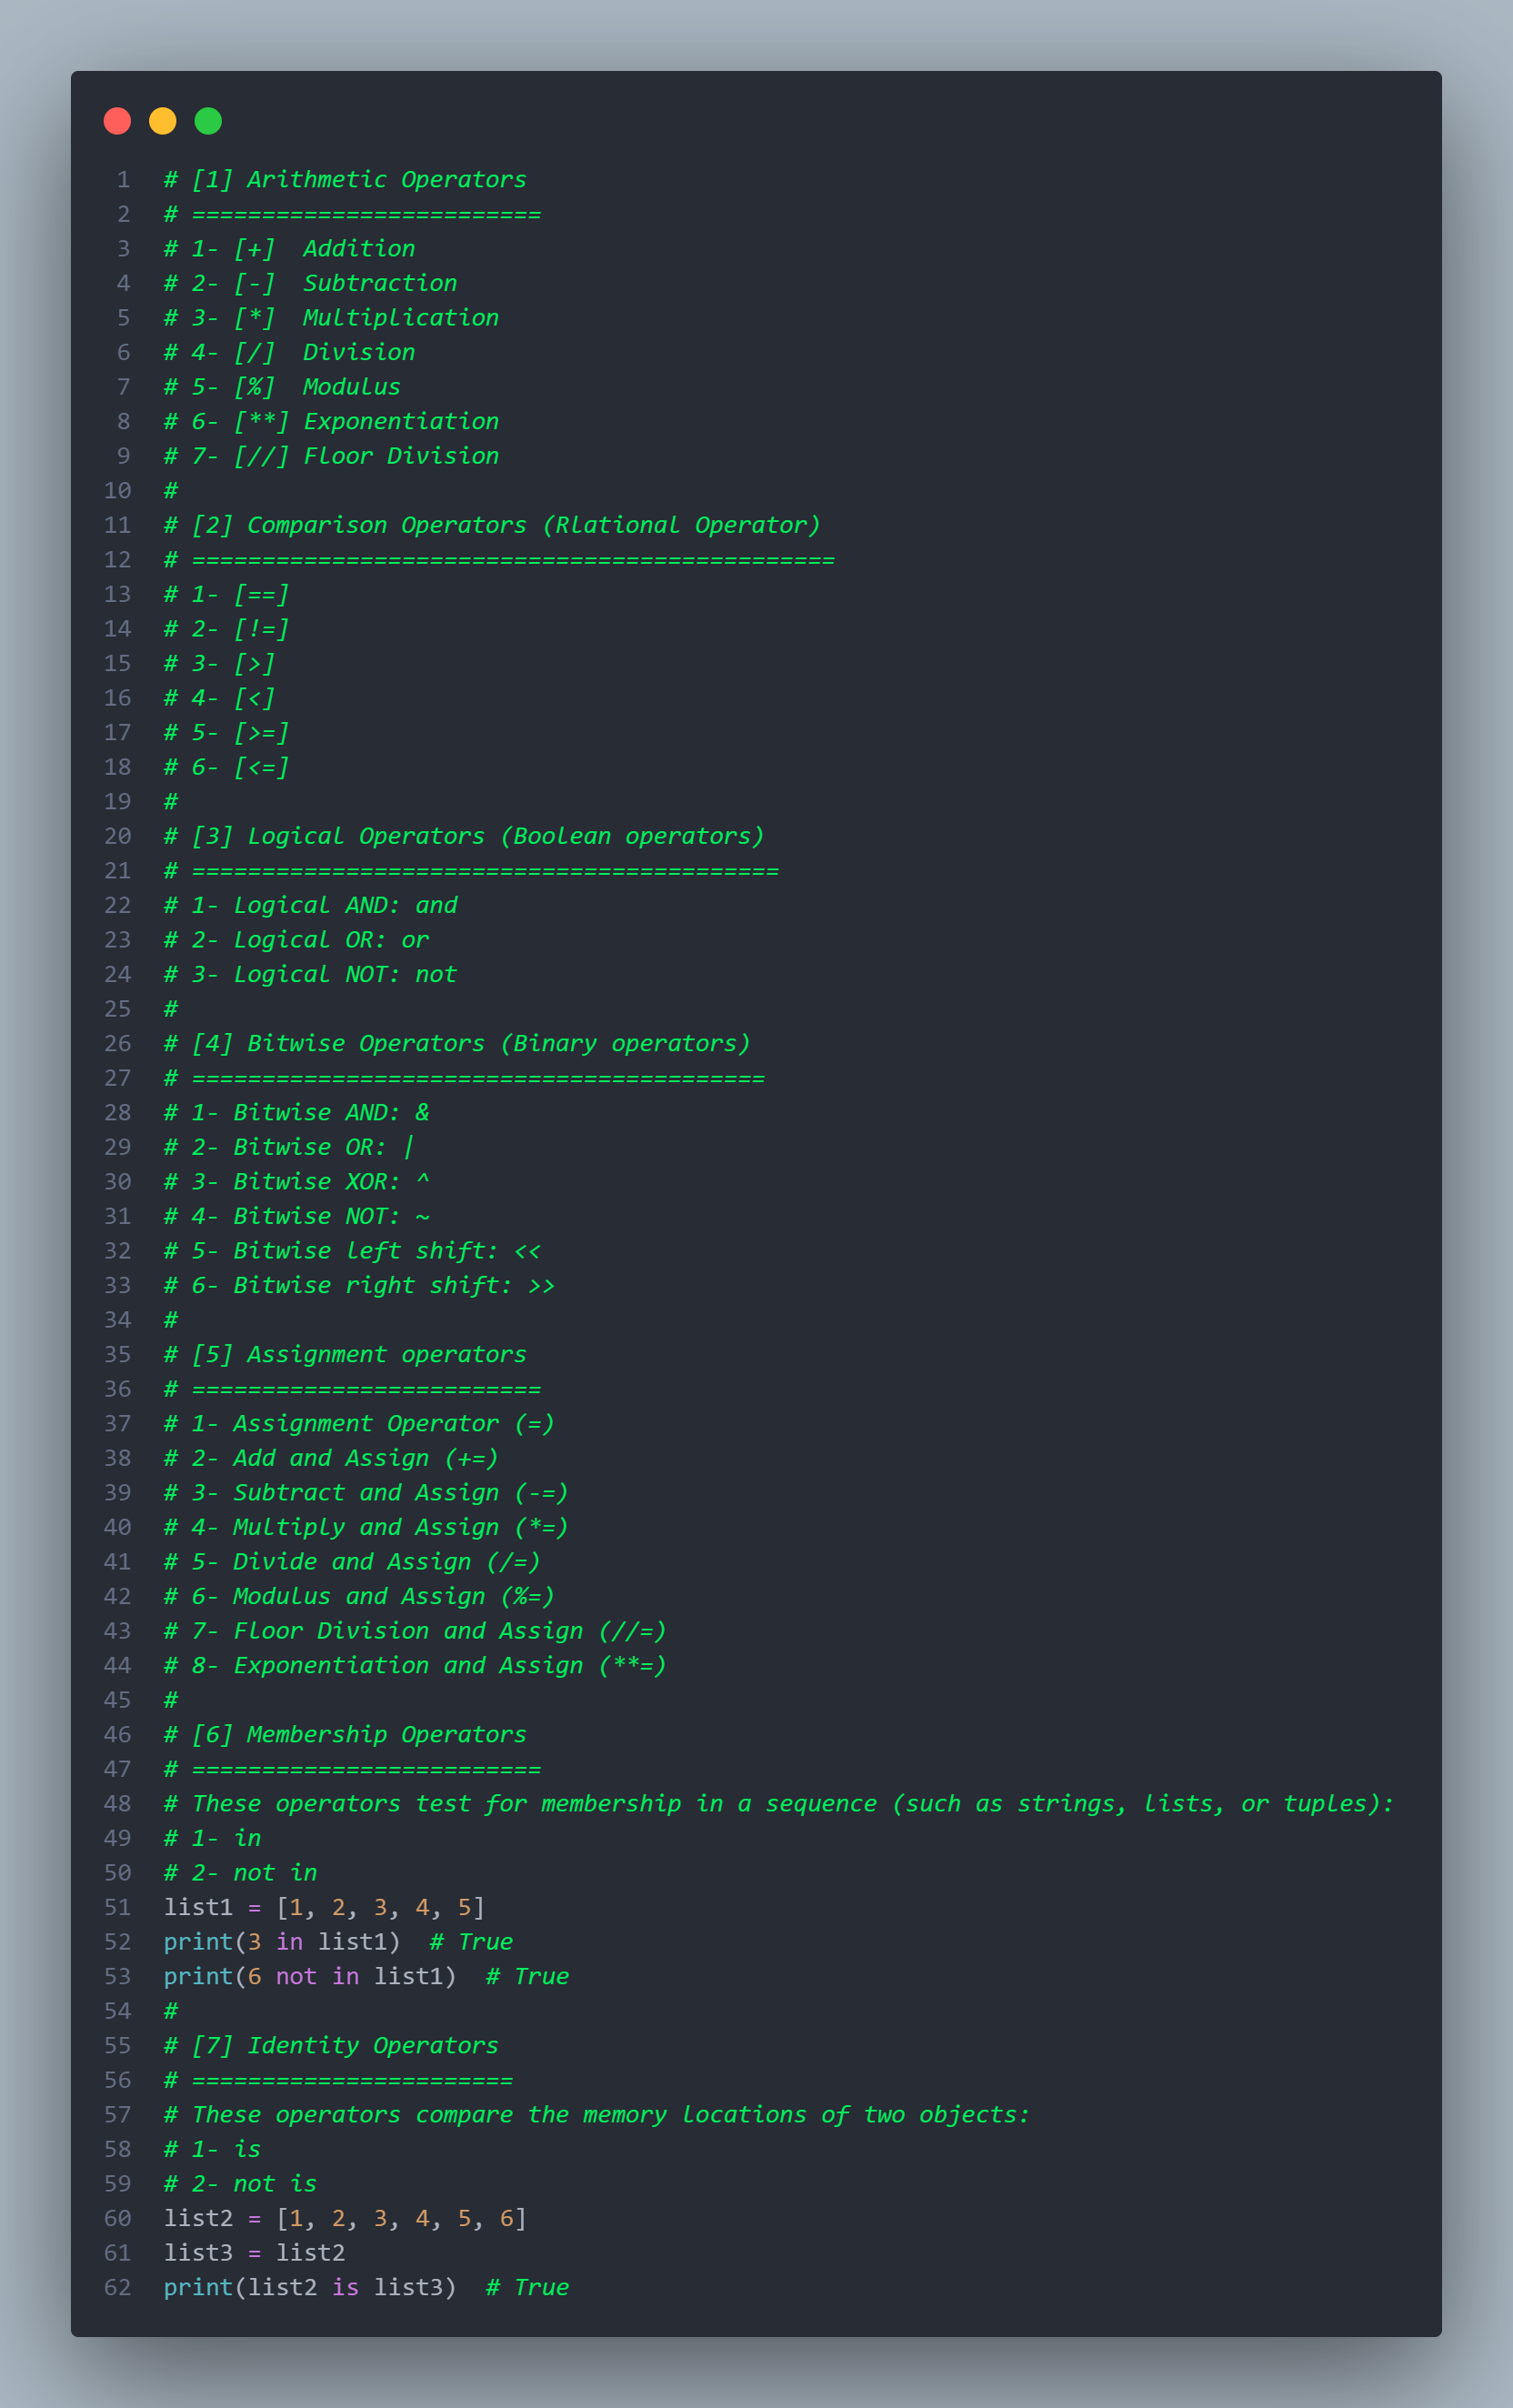 1 # [1] Arithmetic Operators
2 # =========================
3 # 1- [+]  Addition
4 # 2- [-]  Subtraction
5 # 3- [*]  Multiplication
6 # 4- [/]  Division
7 # 5- [%]  Modulus
8 # 6- [**] Exponentiation
9 # 7- [//] Floor Division
10 #
11 # [2] Comparison Operators (Rlational Operator)
12 # ==============================================
13 # 1- [==]
14 # 2- [!=]
15 # 3- [>]
16 # 4- [<]
17 # 5- [>=]
18 # 6- [<=]
19 #
20 # [3] Logical Operators (Boolean operators)
21 # ==========================================
22 # 1- Logical AND: and
23 # 2- Logical OR: or
24 # 3- Logical NOT: not
25 #
26 # [4] Bitwise Operators (Binary operators)
27 # =========================================
28 # 1- Bitwise AND: &
29 # 2- Bitwise OR: |
30 # 3- Bitwise XOR: ^
31 # 4- Bitwise NOT: ~
32 # 5- Bitwise left shift: <<
33 # 6- Bitwise right shift: >>
34 #
35 # [5] Assignment operators
36 # =========================
37 # 1- Assignment Operator (=)
38 # 2- Add and Assign (+=)
39 # 3- Subtract and Assign (-=)
40 # 4- Multiply and Assign (*=)
41 # 5- Divide and Assign (/=)
42 # 6- Modulus and Assign (%=)
43 # 7- Floor Division and Assign (//=)
44 # 8- Exponentiation and Assign (**=)
45 #
46 # [6] Membership Operators
47 # =========================
48 # These operators test for membership in a sequence (such as strings, lists, or tuples):
49 # 1- in
50 # 2- not in
51 list1 = [1, 2, 3, 4, 5]
52 print(3 in list1)  # True
53 print(6 not in list1)  # True
54 #
55 # [7] Identity Operators
56 # =======================
57 # These operators compare the memory locations of two objects:
58 # 1- is
59 # 2- not is
60 list2 = [1, 2, 3, 4, 5, 6]
61 list3 = list2
62 print(list2 is list3)  # True